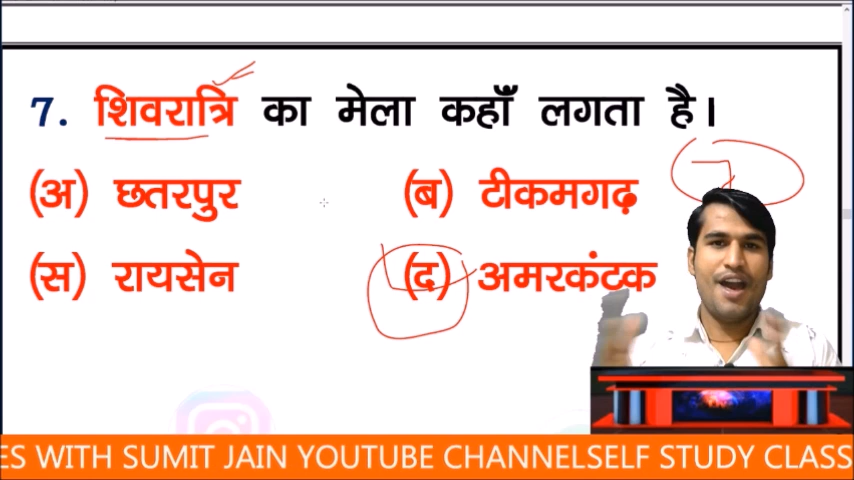 7. शिवरात्रि का मेला कहाँ लगता है।
(अ) छतरपुर (ब) टीकमगढ़
(स) रायसेन (द) अमरकंटक
ES WITH SUMIT JAIN YOUTUBE CHANNELSELF STUDY CLASS